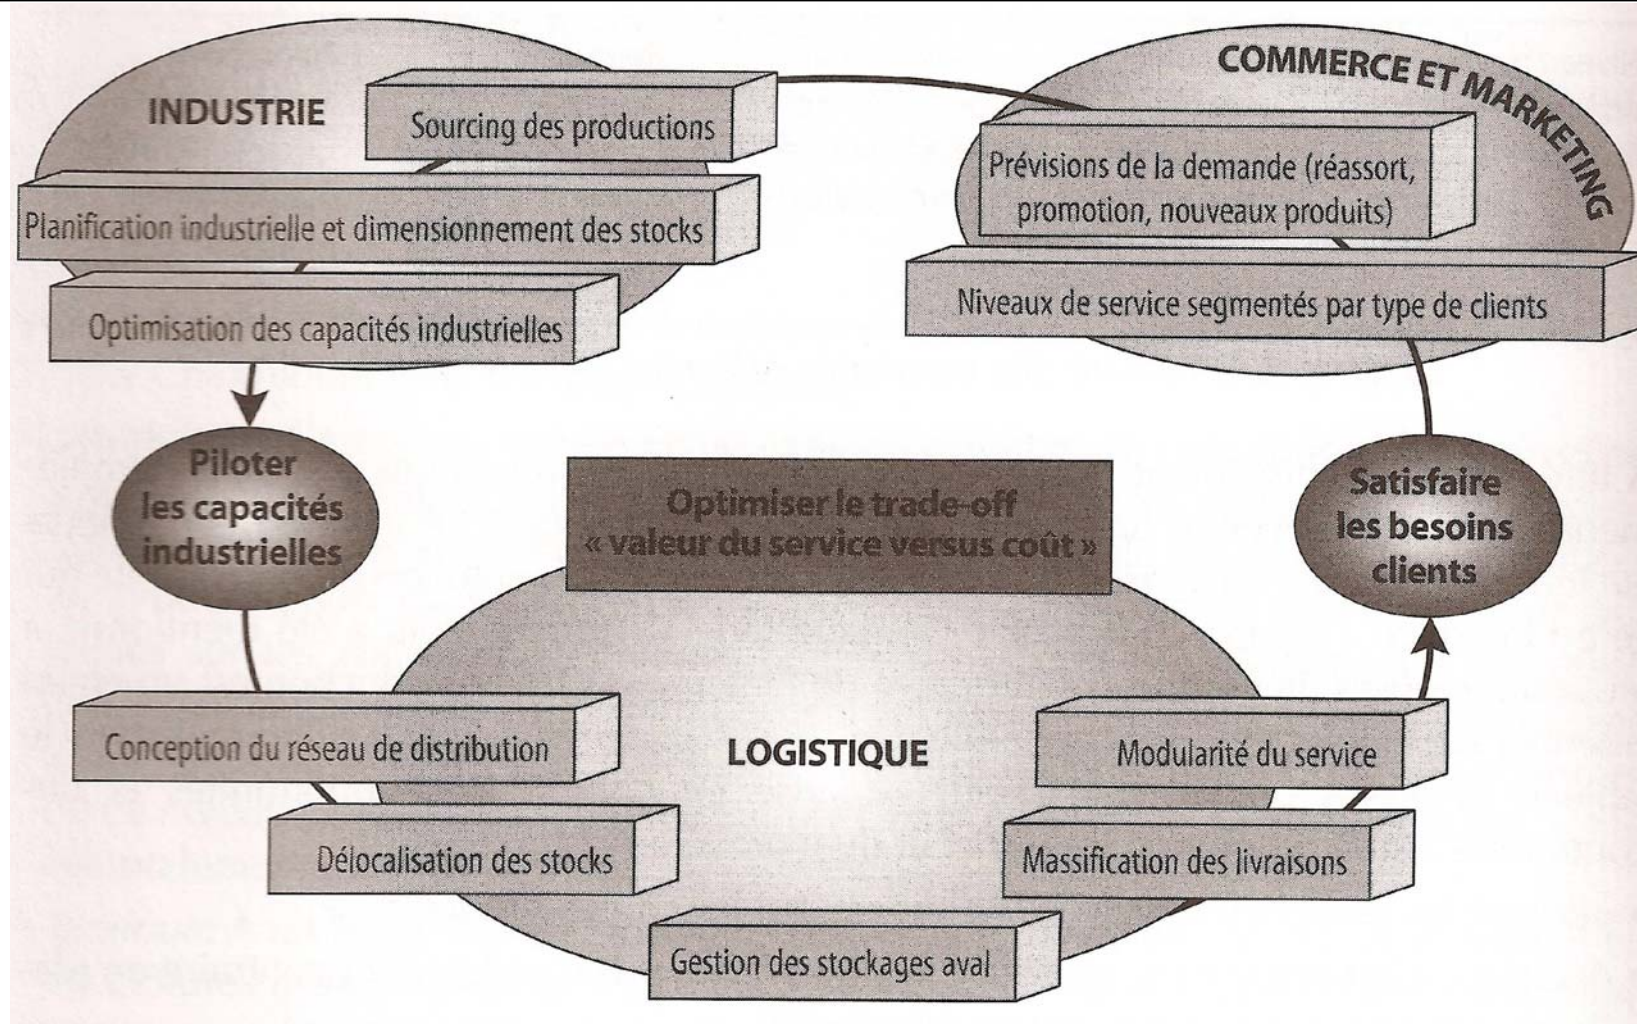 INDUSTRIE
Sourcing des productions
Planification industrielle et dimensionnement des stocks
Optimisation des capacités industrielles
COMMERCE ET MARKETING
Prévisions de la demande (réassort,
promotion, nouveaux produits)
Niveaux de service segmentés par type de clients
Piloter
les capacités
industrielles
Optimiser le trade-off
« valeur du service versus coût »
Satisfaire
les besoins
clients
Conception du réseau de distribution
LOGISTIQUE
Modularité du service
Délocalisation des stocks
Massification des livraisons
Gestion des stockages aval